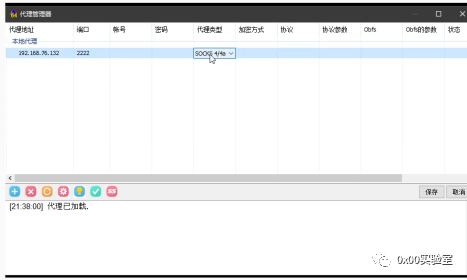 代理管理器
代理地址 端口 帐号 密码 代理类型 加密方式 协议 协议参数 Obfs Obfs的参数 状态
本地代理
192.168.76.132 2222 SOCKS 4/4a
SS 保存 取消
[21:38:00] 代理已加载.
0x00实验室